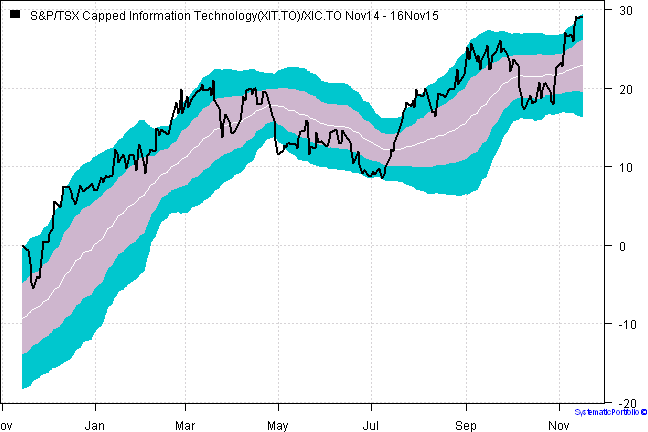 S&P/TSX Capped Information Technology(XIT.TO)/XIC.TO Nov14 - 16Nov15
30
20
10
0
-10
-20
SystematicPortfolio ©
ov Jan Mar May Jul Sep Nov